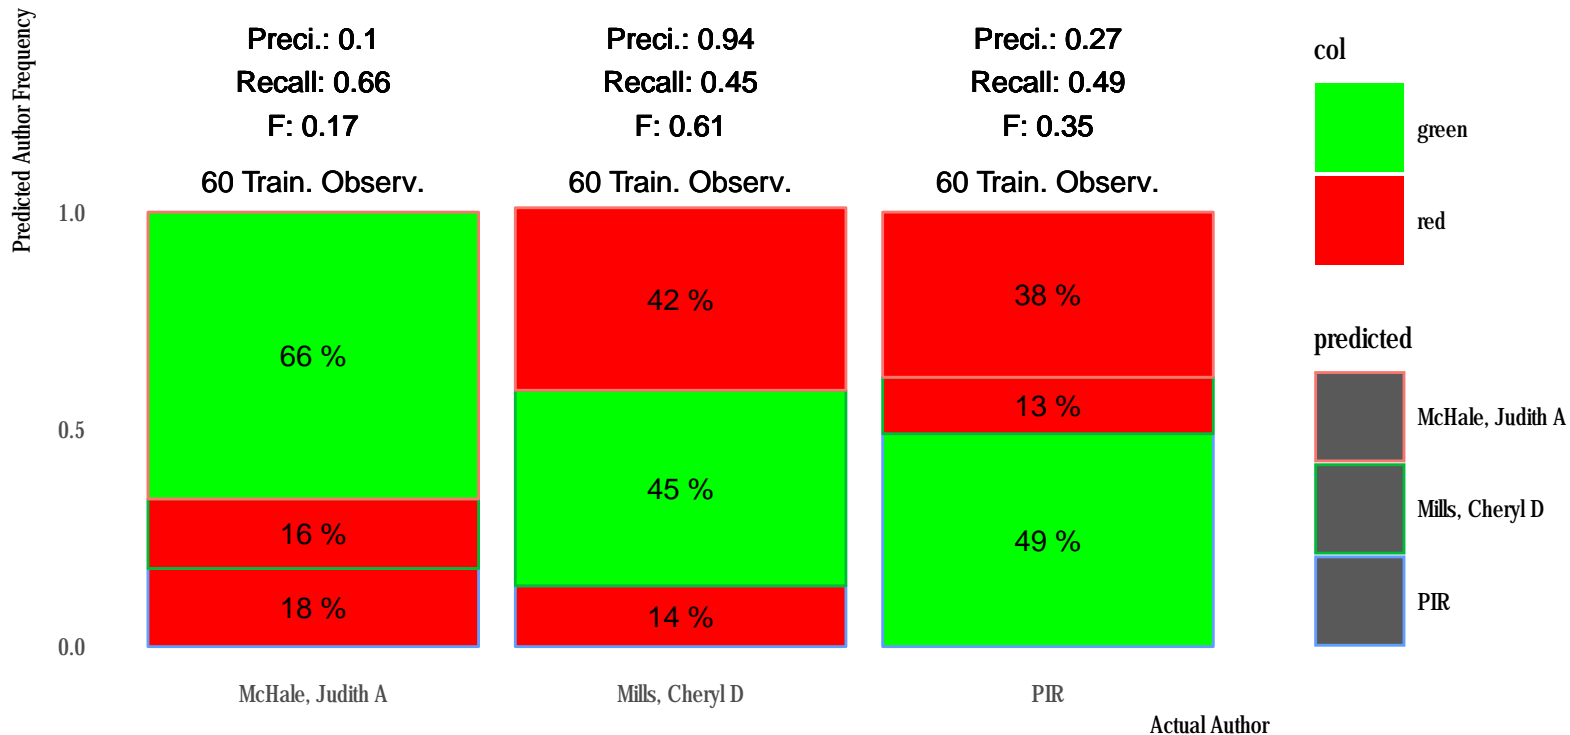 Predicted Author Frequency
Preci.: 0.1
Recall: 0.66
F: 0.17
60 Train. Observ.
Preci.: 0.94
Recall: 0.45
F: 0.61
60 Train. Observ.
Preci.: 0.27
Recall: 0.49
F: 0.35
60 Train. Observ.
1.0
0.5
0.0
66 %
16 %
18 %
42 %
45 %
14 %
38 %
13 %
49 %
McHale, Judith A
Mills, Cheryl D
PIR
Actual Author
col
green
red
predicted
McHale, Judith A
Mills, Cheryl D
PIR